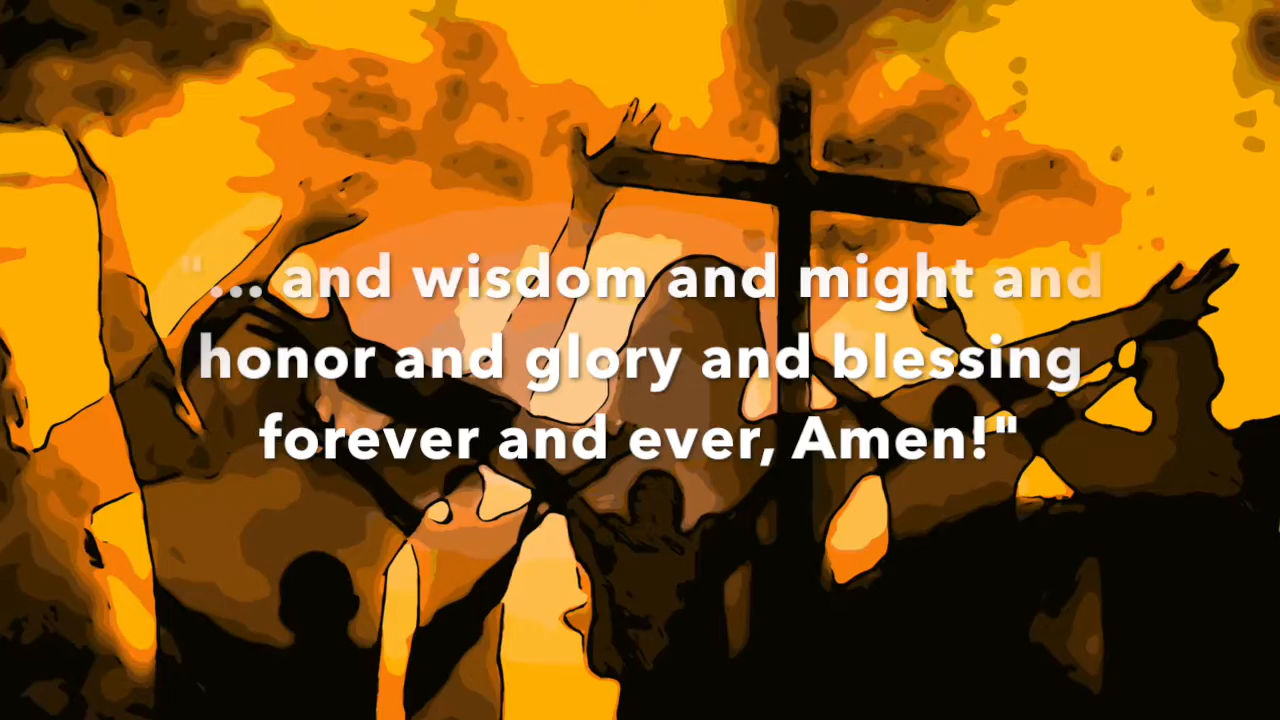 "... and wisdom and might and
honor and glory and blessing
forever and ever, Amen!"